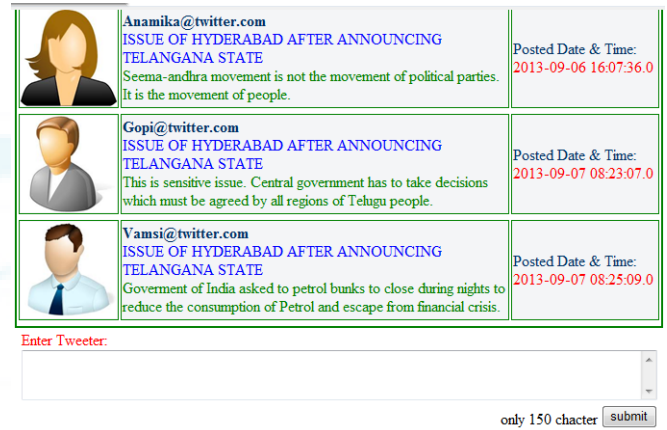 Anamika@twitter.com
ISSUE OF HYDERABAD AFTER ANNOUNCING
TELANGANA STATE
Seema-andhra movement is not the movement of political parties.
It is the movement of people.
Posted Date & Time:
2013-09-06 16:07:36.0
Gopi@twitter.com
ISSUE OF HYDERABAD AFTER ANNOUNCING
TELANGANA STATE
This is sensitive issue. Central government has to take decisions
which must be agreed by all regions of Telugu people.
Posted Date & Time:
2013-09-07 08:23:07.0
Vamsi@twitter.com
ISSUE OF HYDERABAD AFTER ANNOUNCING
TELANGANA STATE
Goverment of India asked to petrol bunks to close during nights to
reduce the consumption of Petrol and escape from financial crisis.
Posted Date & Time:
2013-09-07 08:25:09.0
Enter Tweeter:
only 150 chacter submit